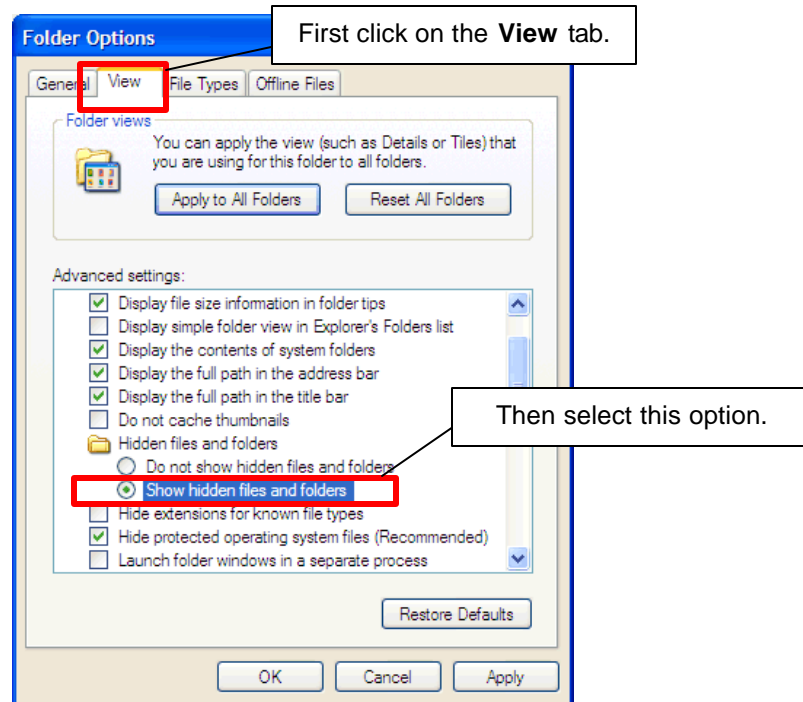 Folder Options
First click on the View tab.
General View File Types Offline Files
Folder views
You can apply the view (such as Details or Tiles) that
you are using for this folder to all folders.
Apply to All Folders Reset All Folders
Advanced settings:
Display file size information in folder tips
Display simple folder view in Explorer's Folders list
Display the contents of system folders
Display the full path in the address bar
Display the full path in the title bar
Do not cache thumbnails
Then select this option.
Hidden files and folders
Do not show hidden files and folders
Show hidden files and folders
Hide extensions for known file types
Hide protected operating system files (Recommended)
Launch folder windows in a separate process
Restore Defaults
OK Cancel Apply